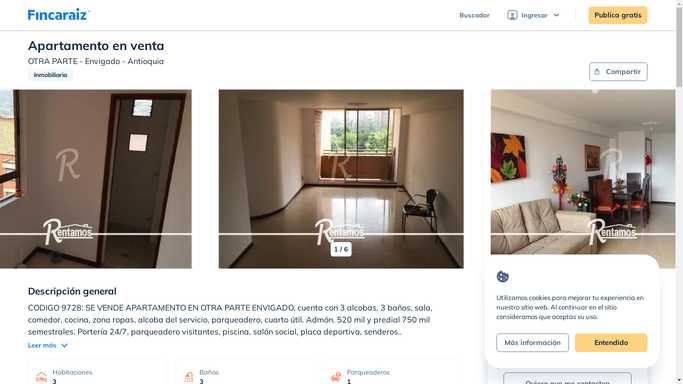 Fincaraiz
Buscador
Ingresar
Publica gratis
Apartamento en venta
OTRA PARTE - Envigado - Antioquia
Inmobiliaria
Compartir
R
Rentamos
R
Rentamos
R
Rentamos
1 / 6
Descripción general
CODIGO 9728: SE VENDE APARTAMENTO EN OTRA PARTE ENVIGADO, cuenta con 3 alcobas, 3 baños, sala,
comedor, cocina, zona ropas, alcoba del servicio, parqueadero, cuarto útil. Admón. 520 mil y predial 750 mil
semestrales. Portería 24/7, parqueadero visitantes, piscina, salón social, placa deportiva, senderos..
Leer más
Habitaciones
3
Baños
3
Parqueaderos
1
Utilizamos cookies para mejorar tu experiencia en
nuestro sitio web. Al continuar en el sitio
consideramos que aceptas su uso.
Más información
Entendido
Quiero que me contacten